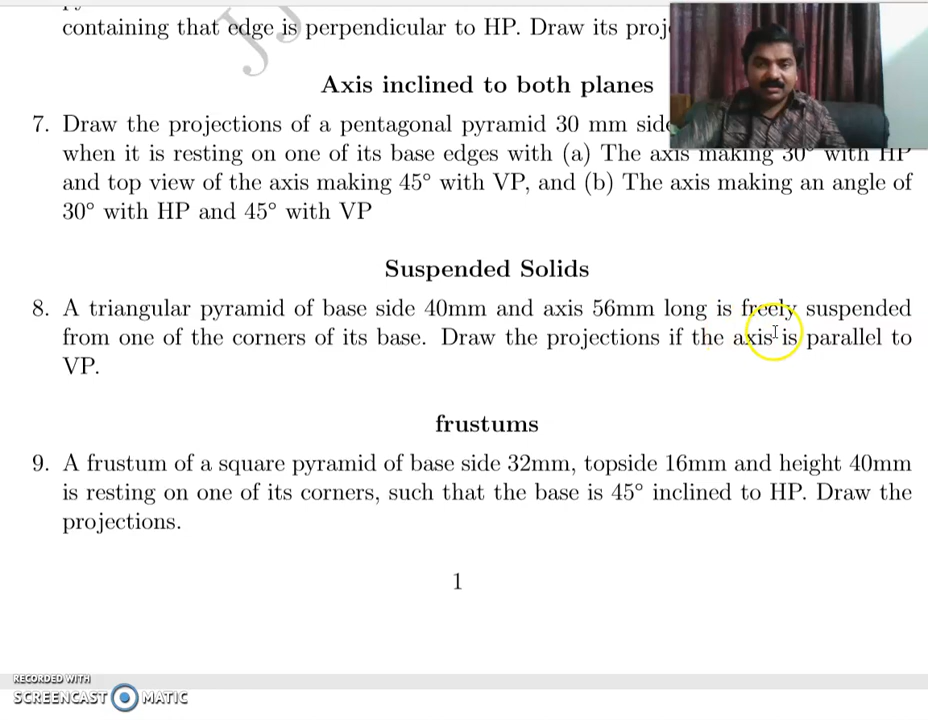 containing that edge is perpendicular to HP. Draw its
Axis inclined to both planes
7. Draw the projections of a pentagonal pyramid 30 mm
when it is resting on one of its base edges with (a) The axis making 30° with HP
and top view of the axis making 45° with VP, and (b) The axis making an angle of
30° with HP and 45° with VP
Suspended Solids
8. A triangular pyramid of base side 40mm and axis 56mm long is freely suspended
from one of the corners of its base. Draw the projections if the axis is parallel to
VP.
frustums
9. A frustum of a square pyramid of base side 32mm, topside 16mm and height 40mm
is resting on one of its corners, such that the base is 45° inclined to HP. Draw the
projections.
1
RECORDED WITH
SCREENCAST MATIC